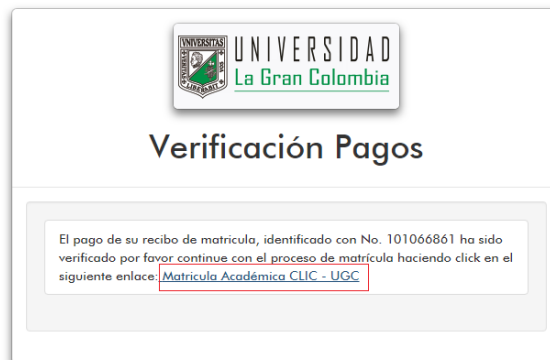 VNIVERSITAS
UNIVERSIDAD
La Gran Colombia
Verificación Pagos
El pago de su recibo de matricula, identificado con No. 101066861 ha sido
verificado por favor continue con el proceso de matrícula haciendo click en el
siguiente enlace: Matricula Académica CLIC - UGC